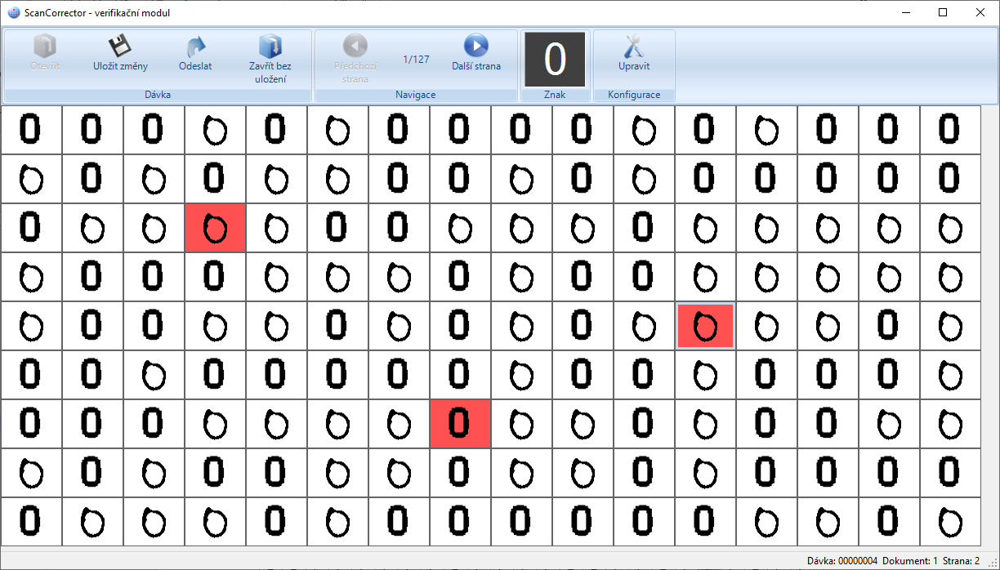 ScanCorrector - verifikační modul
Otevřít
Uložit změny
Odeslat
Zavřít bez
uložení
Dávka
Předchozí
strana
1/127
Další strana
Navigace
0
Znak
Upravit
Konfigurace
0 0 0 0 0 0 0 0 0 0 0 0 0 0 0 0
0 0 0 0 0 0 0 0 0 0 0 0 0 0 0 0
0 0 0 0 0 0 0 0 0 0 0 0 0 0 0 0
0 0 0 0 0 0 0 0 0 0 0 0 0 0 0 0
0 0 0 0 0 0 0 0 0 0 0 0 0 0 0 0
0 0 0 0 0 0 0 0 0 0 0 0 0 0 0 0
0 0 0 0 0 0 0 0 0 0 0 0 0 0 0 0
0 0 0 0 0 0 0 0 0 0 0 0 0 0 0 0
0 0 0 0 0 0 0 0 0 0 0 0 0 0 0 0
Dávka: 00000004 Dokument: 1 Strana: 2